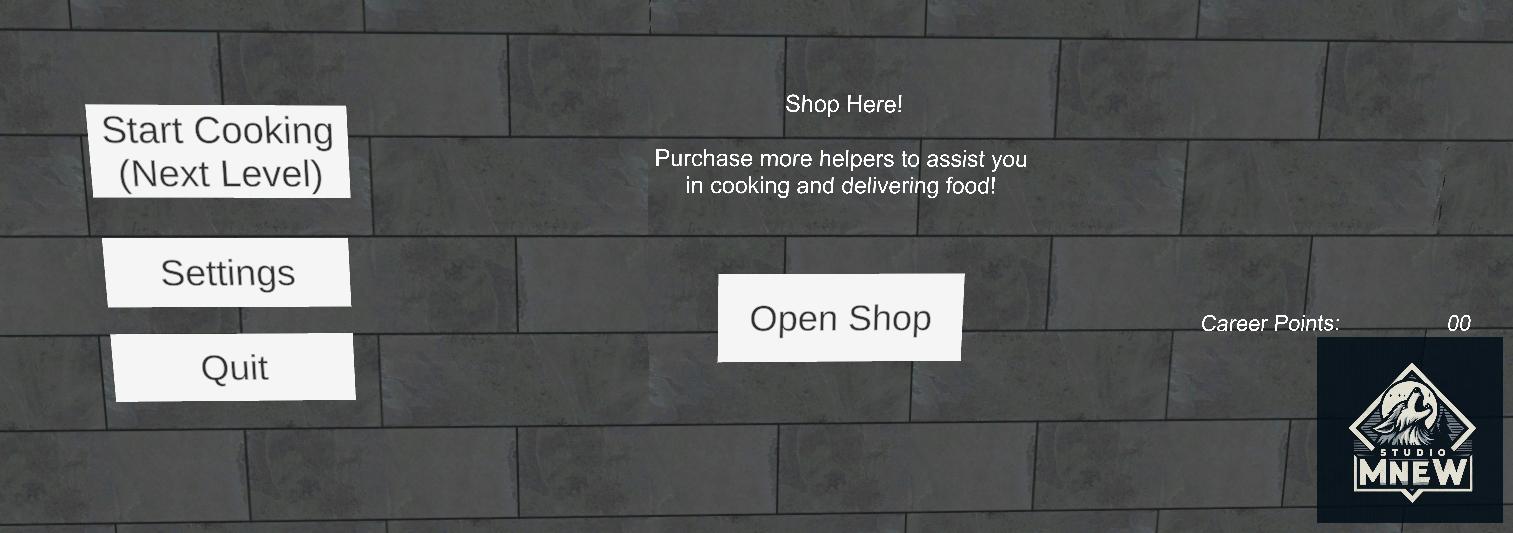 Start Cooking
(Next Level)
Settings
Quit
Shop Here!
Purchase more helpers to assist you
in cooking and delivering food!
Open Shop
Career Points: 00
STUDIO
MNEW